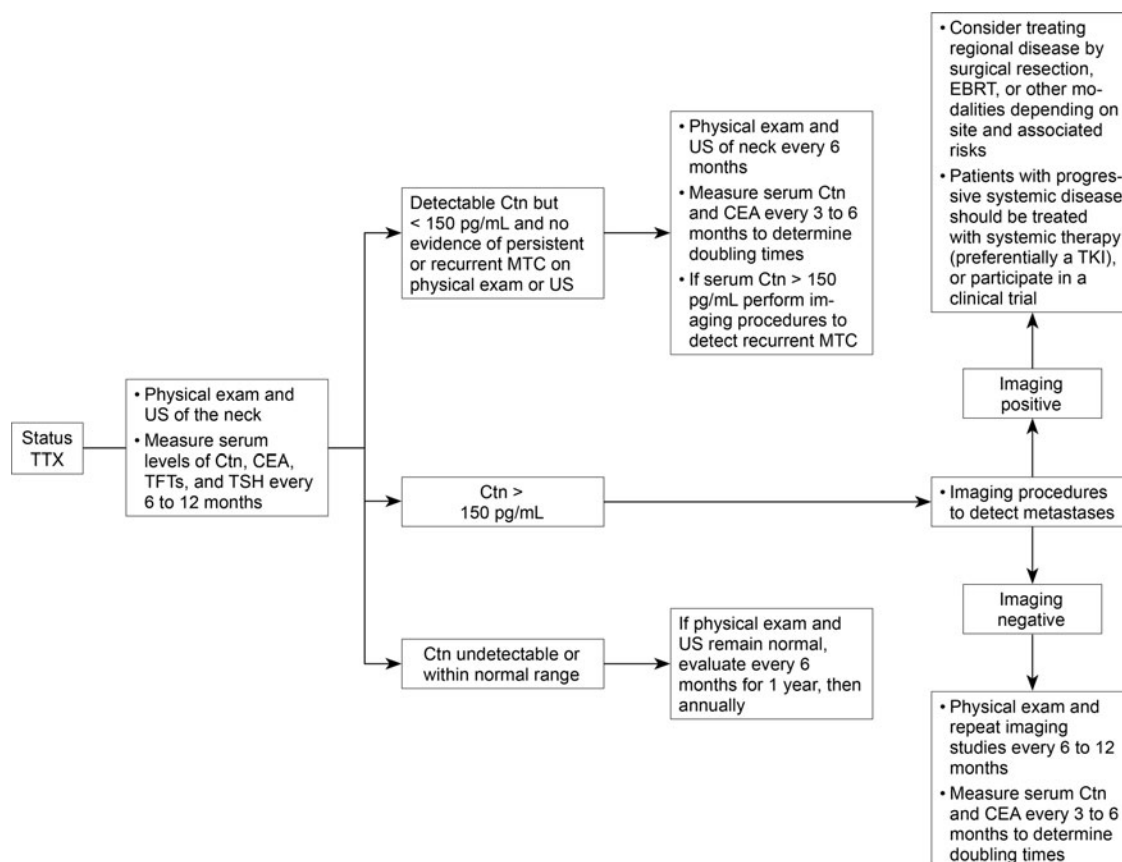 Status
TTX
• Physical exam and
US of the neck
• Measure serum
levels of Ctn, CEA,
TFTs, and TSH every
6 to 12 months
Detectable Ctn but
< 150 pg/mL and no
evidence of persistent
or recurrent MTC on
physical exam or US
• Physical exam and
US of neck every 6
months
• Measure serum Ctn
and CEA every 3 to 6
months to determine
doubling times
• If serum Ctn > 150
pg/mL perform im-
aging procedures to
detect recurrent MTC
Ctn >
150 pg/mL
• Imaging procedures
to detect metastases
Imaging
positive
• Consider treating
regional disease by
surgical resection,
EBRT, or other mo-
dalities depending on
site and associated
risks
• Patients with progres-
sive systemic disease
should be treated
with systemic therapy
(preferentially a TKI),
or participate in a
clinical trial
Imaging
negative
• Physical exam and
repeat imaging
studies every 6 to 12
months
• Measure serum Ctn
and CEA every 3 to 6
months to determine
doubling times
Ctn undetectable or
within normal range
If physical exam and
US remain normal,
evaluate every 6
months for 1 year, then
annually